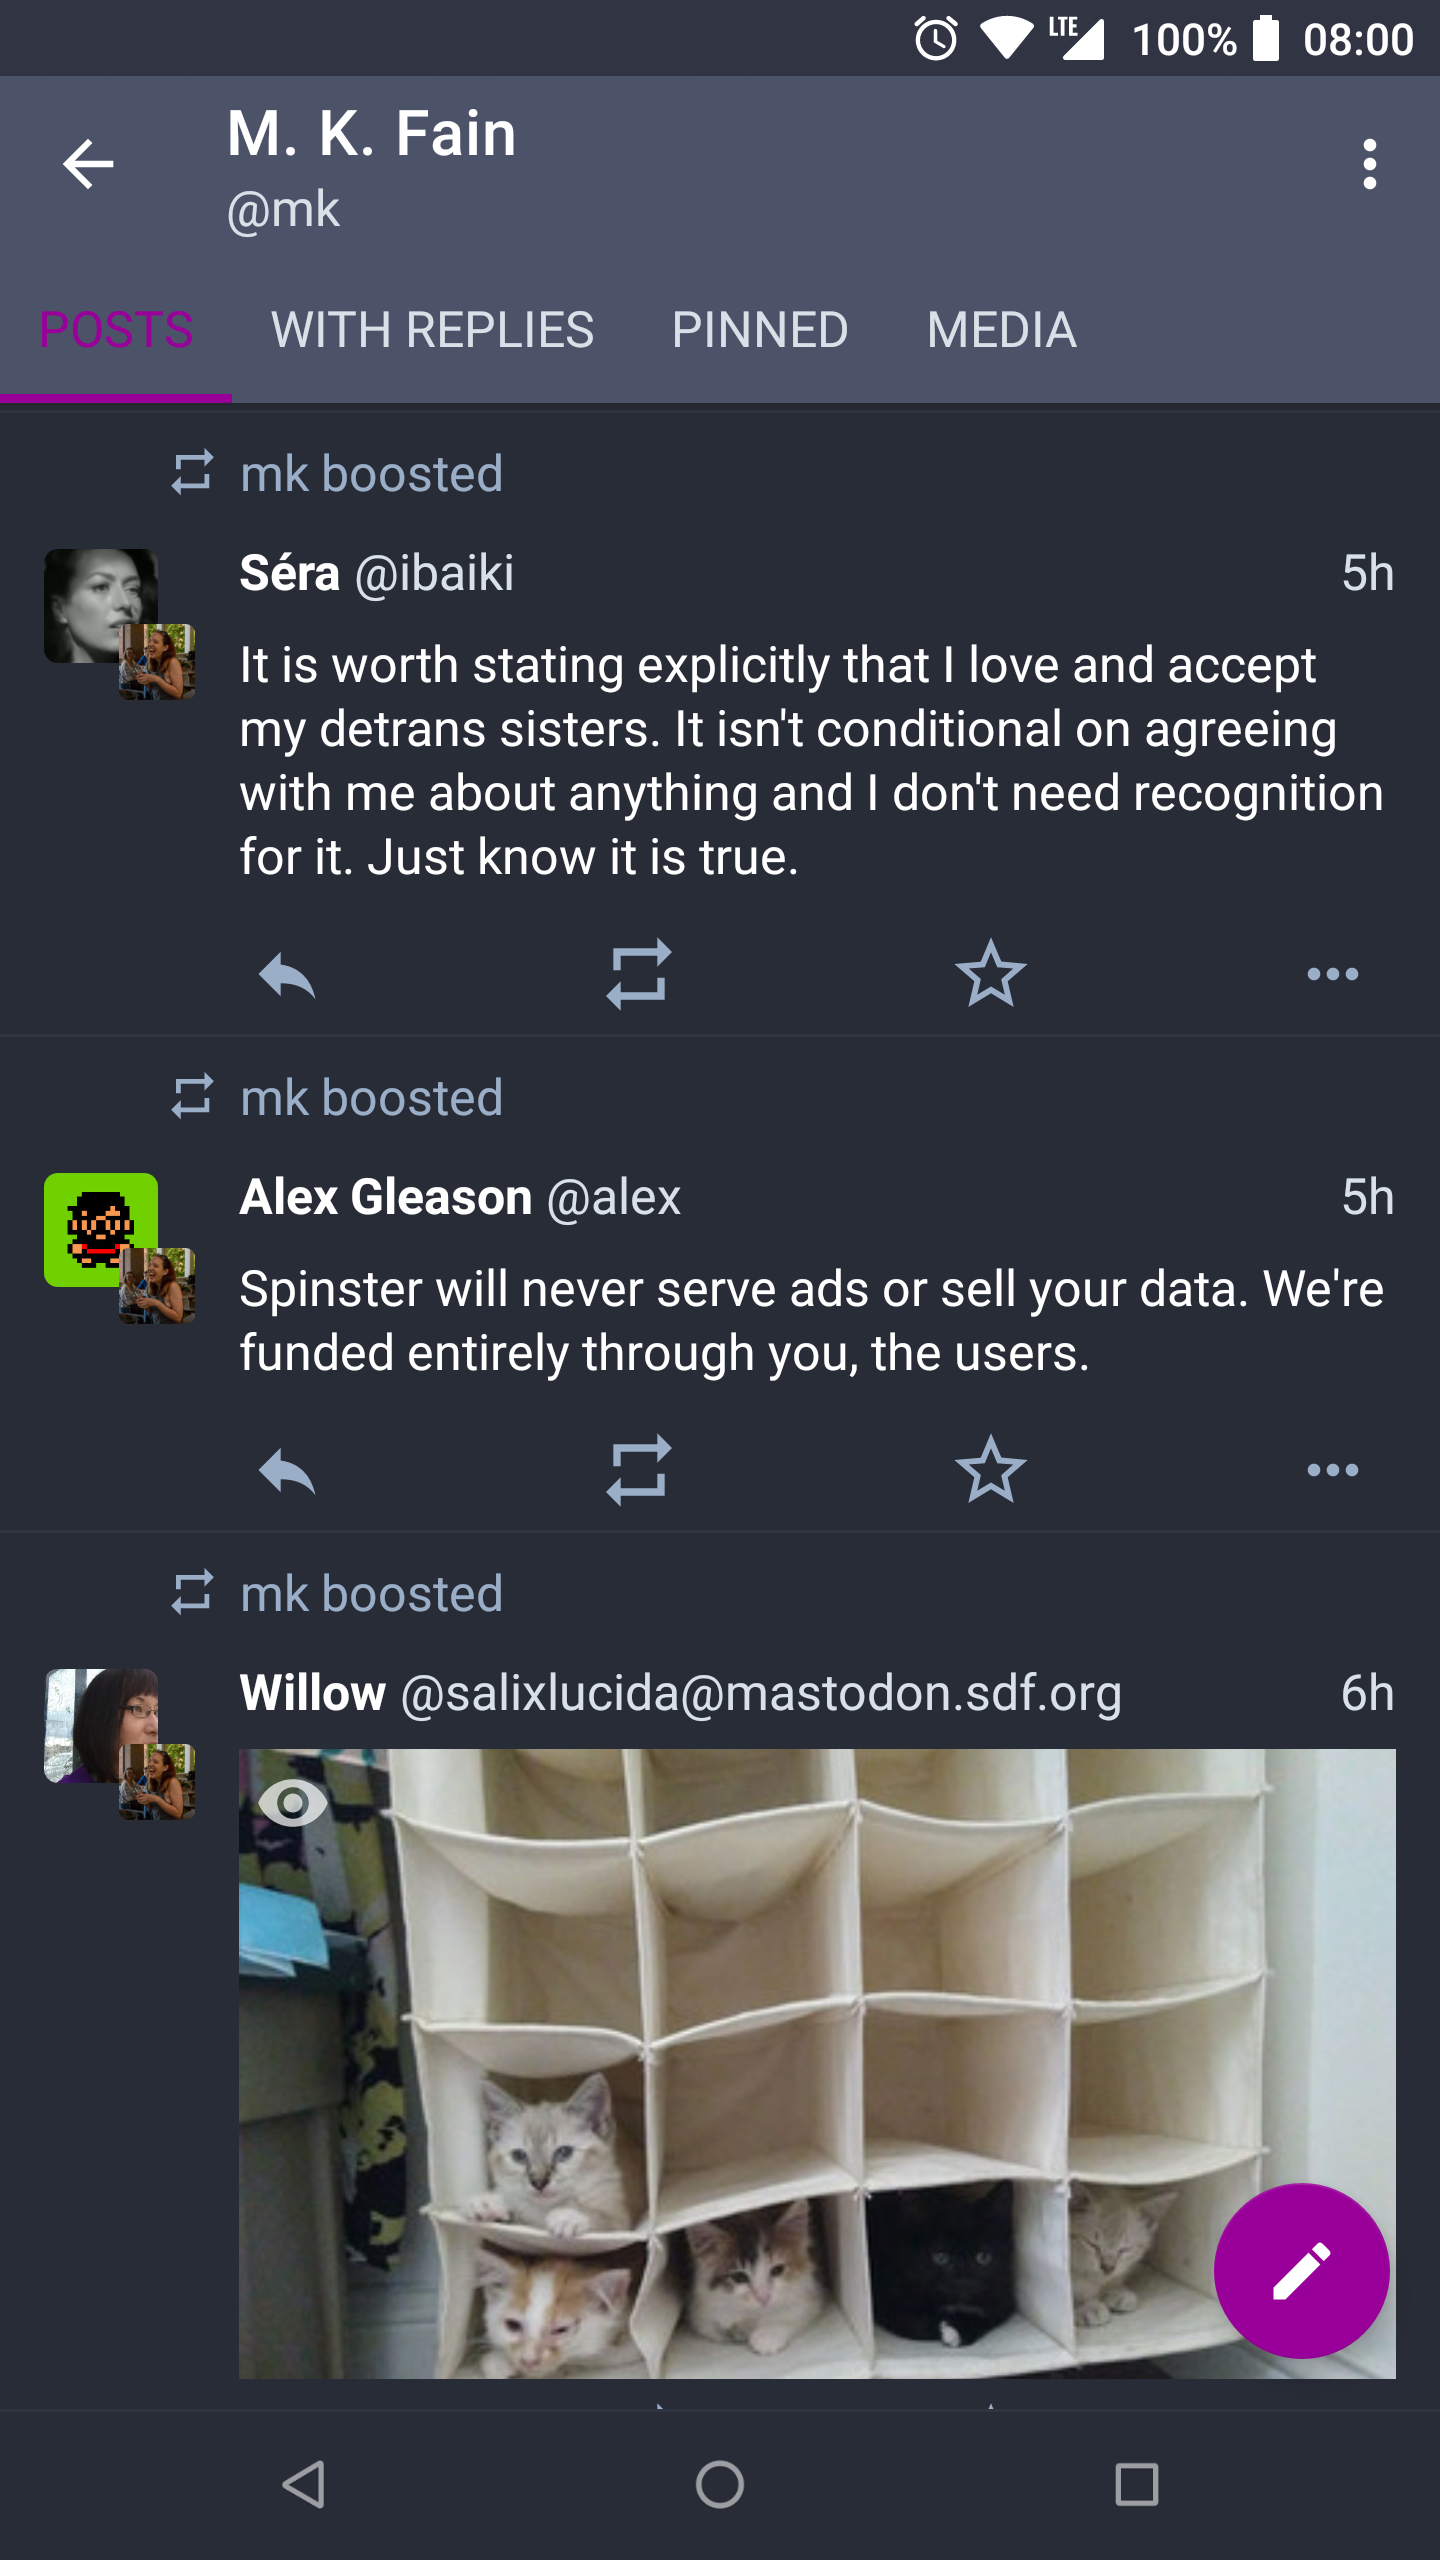 LTE 100% 08:00
M. K. Fain
@mk
POSTS WITH REPLIES PINNED MEDIA
mk boosted
Séra @ibaiki 5h
It is worth stating explicitly that I love and accept
my detrans sisters. It isn't conditional on agreeing
with me about anything and I don't need recognition
for it. Just know it is true.
mk boosted
Alex Gleason @alex 5h
Spinster will never serve ads or sell your data. We're
funded entirely through you, the users.
mk boosted
Willow @salixlucida@mastodon.sdf.org 6h